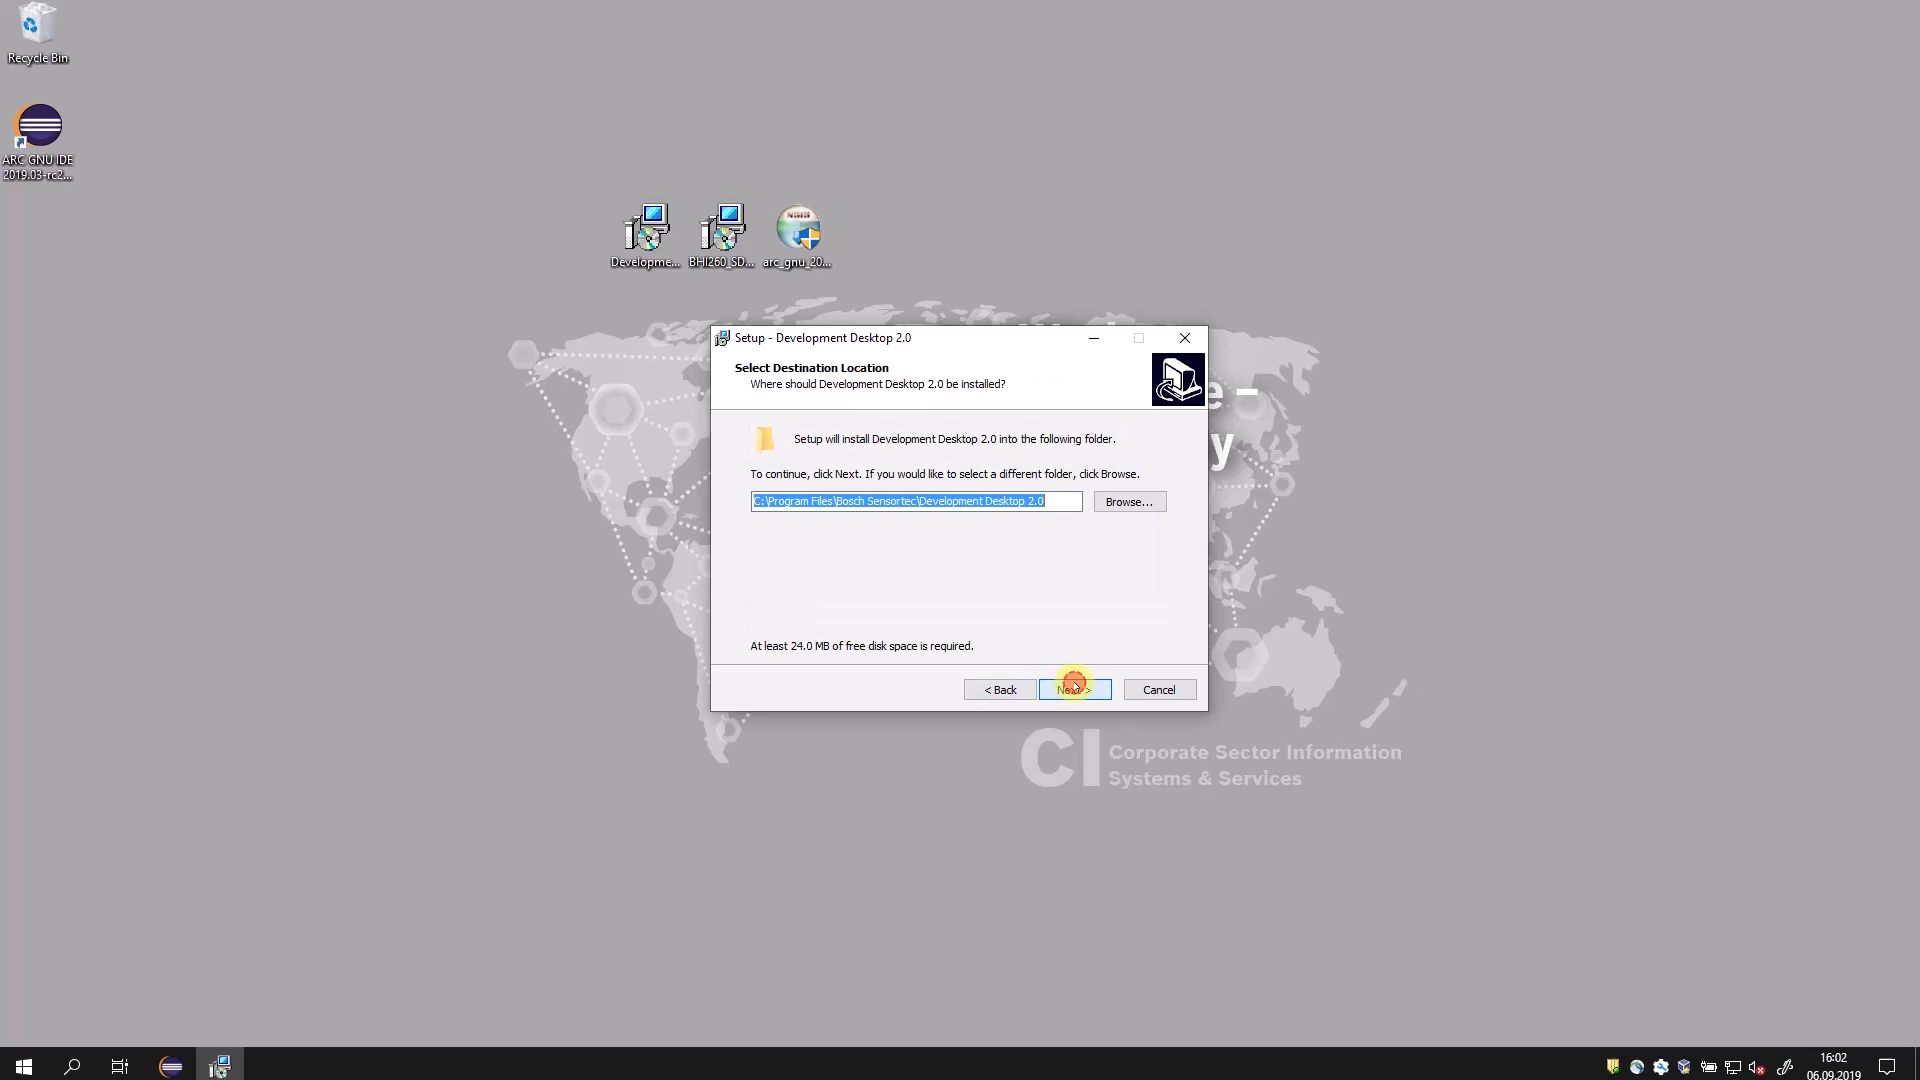 Recycle Bin
ARC GNU IDE
2019.03-rc2...
Developme...
BHI260_SD...
NSIS
arc_gnu_20...
Setup - Development Desktop 2.0
Select Destination Location
Where should Development Desktop 2.0 be installed?
e –
y
Setup will install Development Desktop 2.0 into the following folder.
To continue, click Next. If you would like to select a different folder, click Browse.
C:\Program Files\Bosch Sensortec\Development Desktop 2.0
Browse...
At least 24.0 MB of free disk space is required.
< Back
Next >
Cancel
CI Corporate Sector Information
Systems & Services
16:02
06.09.2019